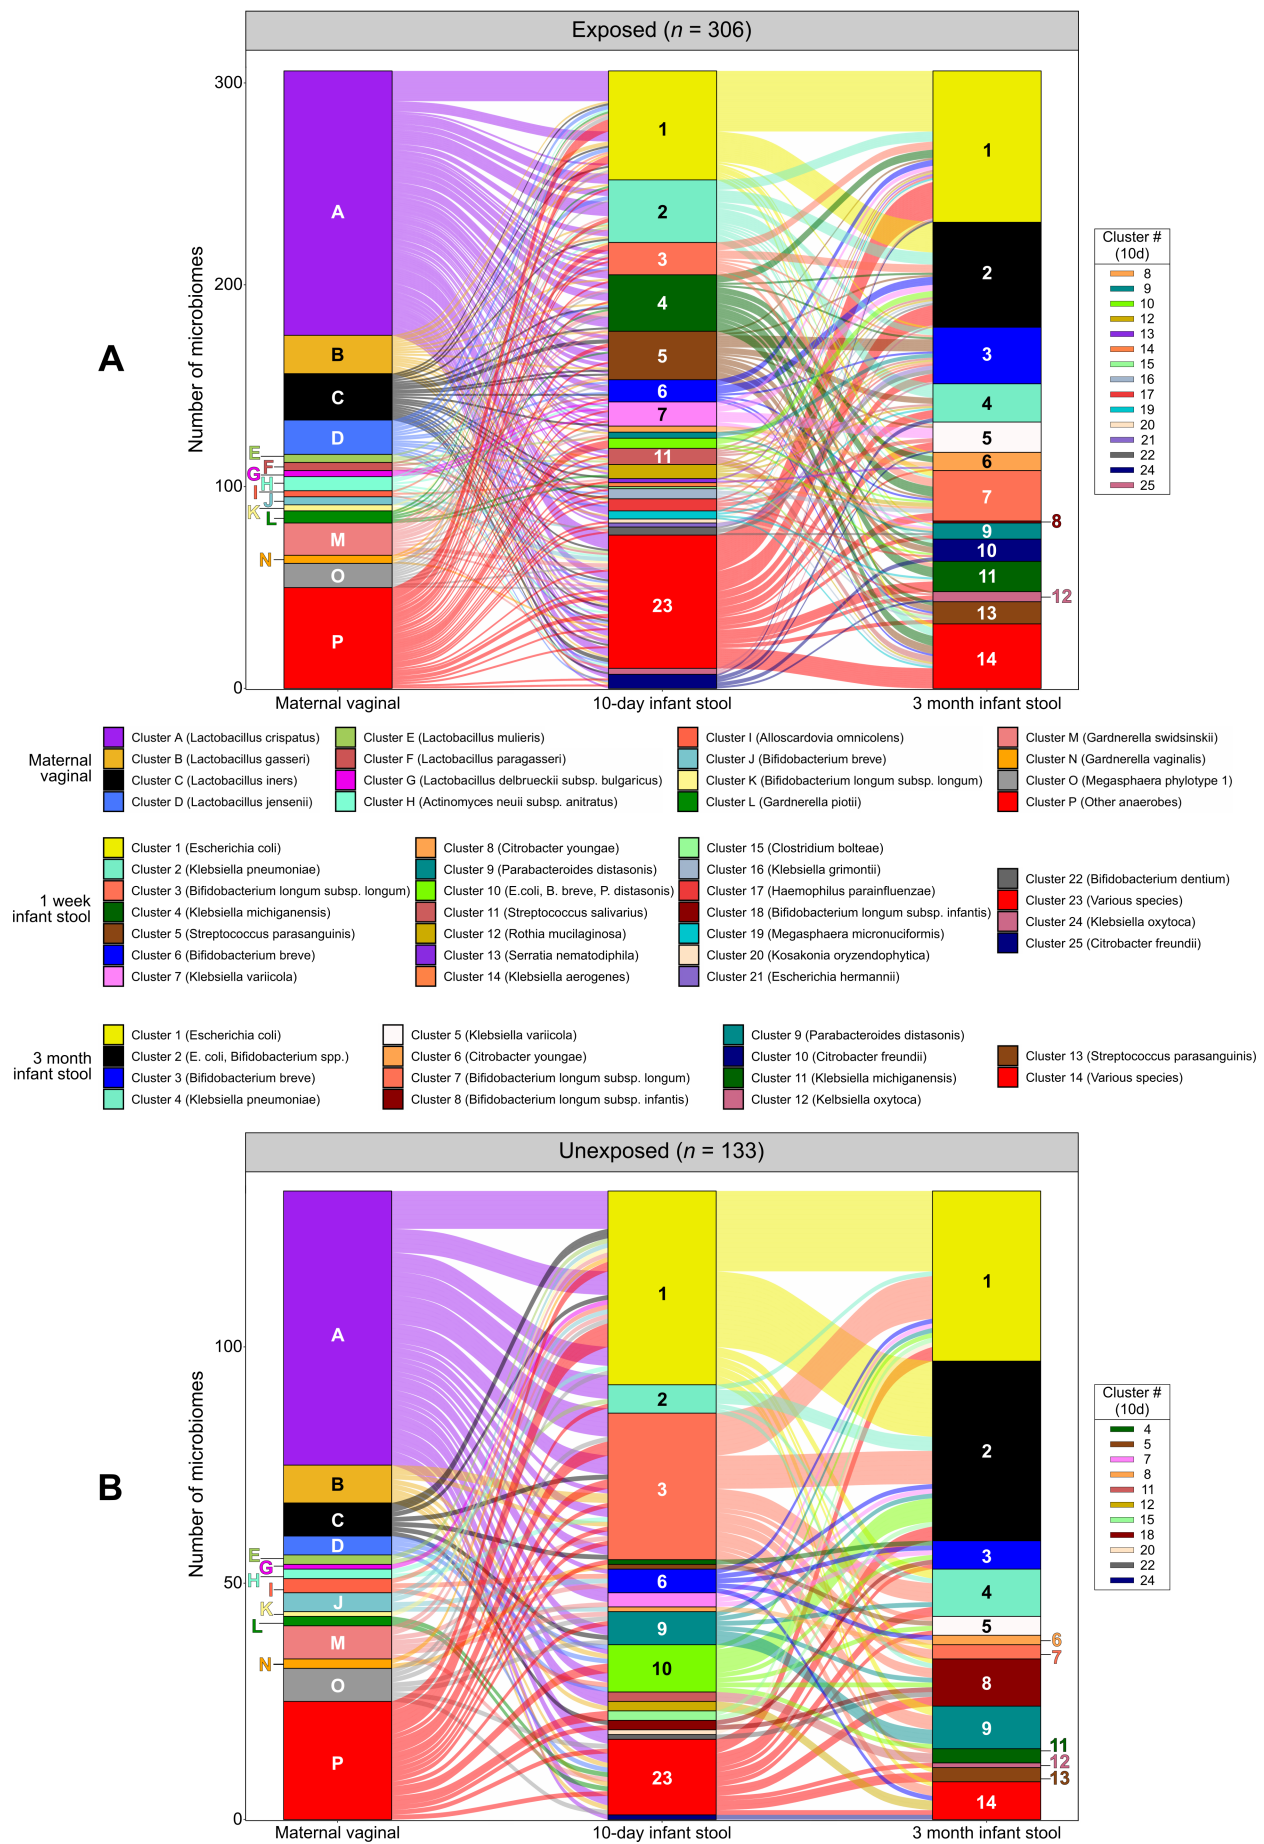 Exposed (n = 306)
A
Number of microbiomes
300
200
100
0
A
B
C
D
E
F
G
H
I
J
K
L
M
N
O
P
1
2
3
4
5
6
7
11
23
1
2
3
4
5
6
7
8
9
10
11
12
13
14
Maternal vaginal
10-day infant stool
3 month infant stool
Cluster #
(10d)
8
9
10
12
13
14
15
16
17
19
20
21
22
24
25
Maternal
vaginal
Cluster A (Lactobacillus crispatus)
Cluster B (Lactobacillus gasseri)
Cluster C (Lactobacillus iners)
Cluster D (Lactobacillus jensenii)
Cluster E (Lactobacillus mulieris)
Cluster F (Lactobacillus paragasseri)
Cluster G (Lactobacillus delbrueckii subsp. bulgaricus)
Cluster H (Actinomyces neuii subsp. anitratus)
Cluster I (Alloscardovia omnicolens)
Cluster J (Bifidobacterium breve)
Cluster K (Bifidobacterium longum subsp. longum)
Cluster L (Gardnerella piotii)
Cluster M (Gardnerella swidsinskii)
Cluster N (Gardnerella vaginalis)
Cluster O (Megasphaera phylotype 1)
Cluster P (Other anaerobes)
1 week
infant stool
Cluster 1 (Escherichia coli)
Cluster 2 (Klebsiella pneumoniae)
Cluster 3 (Bifidobacterium longum subsp. longum)
Cluster 4 (Klebsiella michiganensis)
Cluster 5 (Streptococcus parasanguinis)
Cluster 6 (Bifidobacterium breve)
Cluster 7 (Klebsiella variicola)
Cluster 8 (Citrobacter youngae)
Cluster 9 (Parabacteroides distasonis)
Cluster 10 (E.coli, B. breve, P. distasonis)
Cluster 11 (Streptococcus salivarius)
Cluster 12 (Rothia mucilaginosa)
Cluster 13 (Serratia nematodiphila)
Cluster 14 (Klebsiella aerogenes)
Cluster 15 (Clostridium bolteae)
Cluster 16 (Klebsiella grimontii)
Cluster 17 (Haemophilus parainfluenzae)
Cluster 18 (Bifidobacterium longum subsp. infantis)
Cluster 19 (Megasphaera micronuciformis)
Cluster 20 (Kosakonia oryzendophytica)
Cluster 21 (Escherichia hermannii)
Cluster 22 (Bifidobacterium dentium)
Cluster 23 (Various species)
Cluster 24 (Klebsiella oxytoca)
Cluster 25 (Citrobacter freundii)
3 month
infant stool
Cluster 1 (Escherichia coli)
Cluster 2 (E. coli, Bifidobacterium spp.)
Cluster 3 (Bifidobacterium breve)
Cluster 4 (Klebsiella pneumoniae)
Cluster 5 (Klebsiella variicola)
Cluster 6 (Citrobacter youngae)
Cluster 7 (Bifidobacterium longum subsp. longum)
Cluster 8 (Bifidobacterium longum subsp. infantis)
Cluster 9 (Parabacteroides distasonis)
Cluster 10 (Citrobacter freundii)
Cluster 11 (Klebsiella michiganensis)
Cluster 12 (Kelbsiella oxytoca)
Cluster 13 (Streptococcus parasanguinis)
Cluster 14 (Various species)
Unexposed (n = 133)
B
Number of microbiomes
100
50
0
A
B
C
D
E
G
H
I
J
K
L
M
N
O
P
1
2
3
6
9
10
23
1
2
3
4
5
6
7
8
9
11
12
13
14
Maternal vaginal
10-day infant stool
3 month infant stool
Cluster #
(10d)
4
5
7
8
11
12
15
18
20
22
24